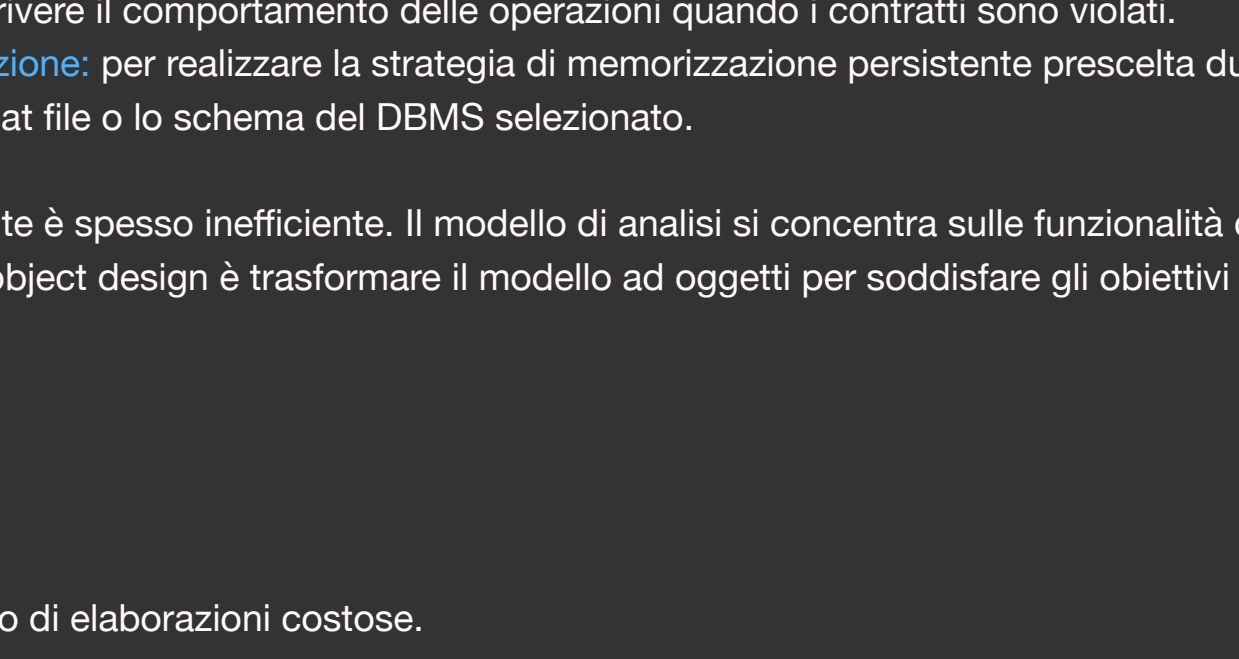 rivere il comportamento delle operazioni quando i contratti sono violati.
zione: per realizzare la strategia di memorizzazione persistente prescelta du
at file o lo schema del DBMS selezionato.
te è spesso inefficiente. Il modello di analisi si concentra sulle funzionalità
object design è trasformare il modello ad oggetti per soddisfare gli obiettivi
o di elaborazioni costose.